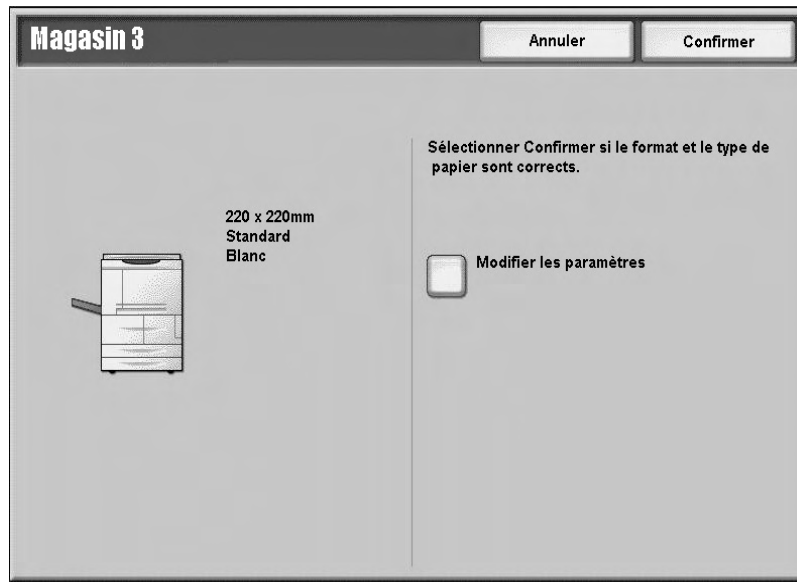 Magasin 3
Annuler
Confirmer
220 x 220mm
Standard
Blanc
Sélectionner Confirmer si le format et le type de
papier sont corrects.
Modifier les paramètres